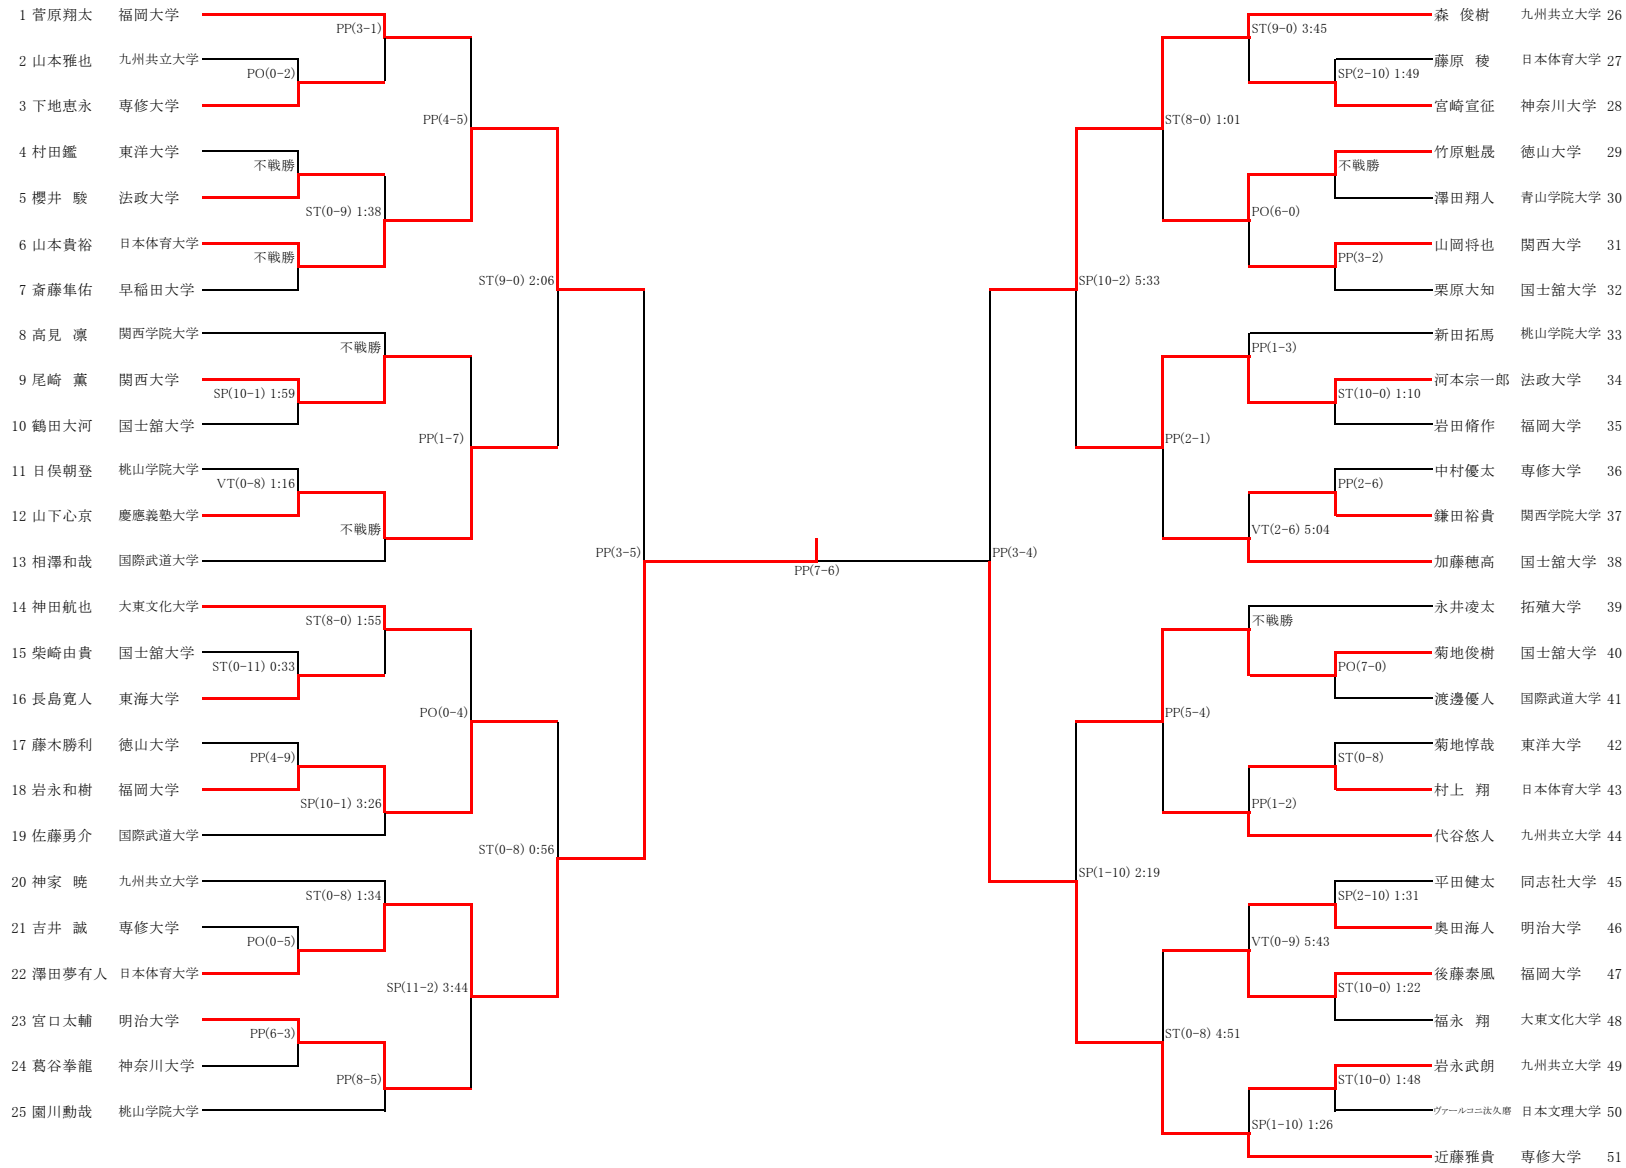 1 菅原翔太 福岡大学
2 山本雅也 九州共立大学
3 下地恵永 専修大学
4 村田鑑 東洋大学
5 櫻井 駿 法政大学
6 山本貴裕 日本体育大学
7 斎藤隼佑 早稲田大学
8 高見 凛 関西学院大学
9 尾崎 薫 関西大学
10 鶴田大河 国士舘大学
11 日俣朝登 桃山学院大学
12 山下心京 慶應義塾大学
13 相澤和哉 国際武道大学
14 神田航也 大東文化大学
15 柴崎由貴 国士舘大学
16 長島寛人 東海大学
17 藤木勝利 徳山大学
18 岩永和樹 福岡大学
19 佐藤勇介 国際武道大学
20 神家 暁 九州共立大学
21 吉井 誠 専修大学
22 澤田夢有人 日本体育大学
23 宮口太輔 明治大学
24 葛谷拳龍 神奈川大学
25 園川勳哉 桃山学院大学
PO(0-2)
不戦勝
不戦勝
SP(10-1) 1:59
VT(0-8) 1:16
ST(0-11) 0:33
PP(4-9)
PO(0-5)
PP(6-3)
PP(3-1)
ST(0-9) 1:38
不戦勝
不戦勝
ST(8-0) 1:55
SP(10-1) 3:26
ST(0-8) 1:34
PP(8-5)
PP(4-5)
PP(1-7)
PO(0-4)
SP(11-2) 3:44
ST(9-0) 2:06
ST(0-8) 0:56
PP(3-5)
PP(7-6)
PP(3-4)
SP(10-2) 5:33
SP(1-10) 2:19
ST(8-0) 1:01
PP(2-1)
PP(5-4)
ST(0-8) 4:51
ST(9-0) 3:45
PO(6-0)
PP(1-3)
VT(2-6) 5:04
不戦勝
PP(1-2)
VT(0-9) 5:43
SP(1-10) 1:26
SP(2-10) 1:49
不戦勝
PP(3-2)
ST(10-0) 1:10
PP(2-6)
PO(7-0)
ST(0-8)
SP(2-10) 1:31
ST(10-0) 1:22
ST(10-0) 1:48
森 俊樹 九州共立大学 26
藤原 稜 日本体育大学 27
宮崎宣征 神奈川大学 28
竹原魁晟 徳山大学 29
澤田翔人 青山学院大学 30
山岡将也 関西大学 31
栗原大知 国士舘大学 32
新田拓馬 桃山学院大学 33
河本宗一郎 法政大学 34
岩田脩作 福岡大学 35
中村優太 専修大学 36
鎌田裕貴 関西学院大学 37
加藤穂高 国士舘大学 38
永井凌太 拓殖大学 39
菊地俊樹 国士舘大学 40
渡邊優人 国際武道大学 41
菊地惇哉 東洋大学 42
村上 翔 日本体育大学 43
代谷悠人 九州共立大学 44
平田健太 同志社大学 45
奥田海人 明治大学 46
後藤泰風 福岡大学 47
福永 翔 大東文化大学 48
岩永武朗 九州共立大学 49
ヴァールコニ汰久磨 日本文理大学 50
近藤雅貴 専修大学 51